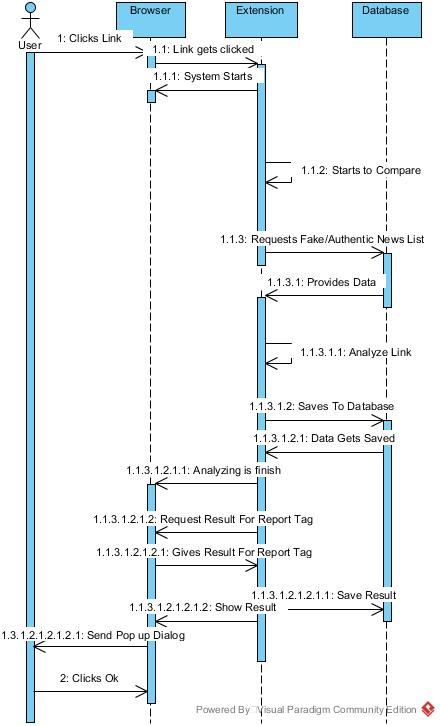 Browser
Extension
Database
User
1: Clicks Link
1.1: Link gets clicked
1.1.1: System Starts
1.1.2: Starts to Compare
1.1.3: Requests Fake/Authentic News List
1.1.3.1: Provides Data
1.1.3.1.1: Analyze Link
1.1.3.1.2: Saves To Database
1.1.3.1.2.1: Data Gets Saved
1.1.3.1.2.1.1: Analyzing is finish
1.1.3.1.2.1.2: Request Result For Report Tag
1.1.3.1.2.1.2.1: Gives Result For Report Tag
1.1.3.1.2.1.2.1.1: Save Result
1.1.3.1.2.1.2.1.2: Show Result
1.3.1.2.1.2.1.2.1: Send Pop up Dialog
2: Clicks Ok
Powered By Visual Paradigm Community Edition